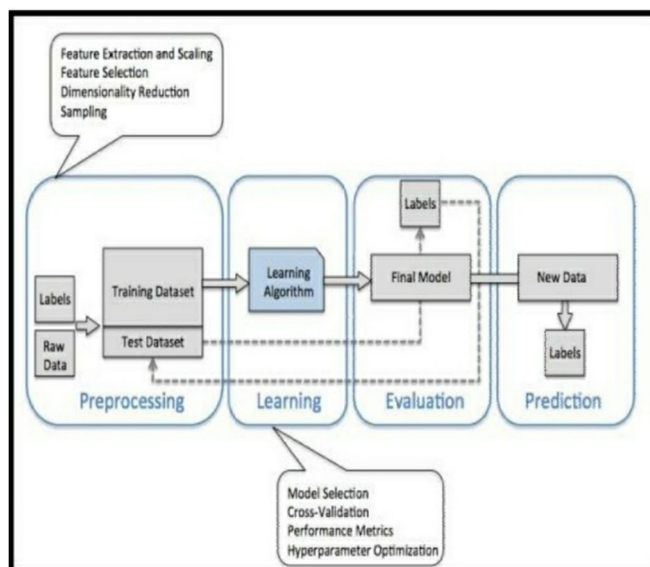 Feature Extraction and Scaling
Feature Selection
Dimensionality Reduction
Sampling
Labels
Raw
Data
Training Dataset
Test Dataset
Preprocessing
Learning
Algorithm
Learning
Labels
Final Model
Evaluation
New Data
Labels
Prediction
Model Selection
Cross-Validation
Performance Metrics
Hyperparameter Optimization